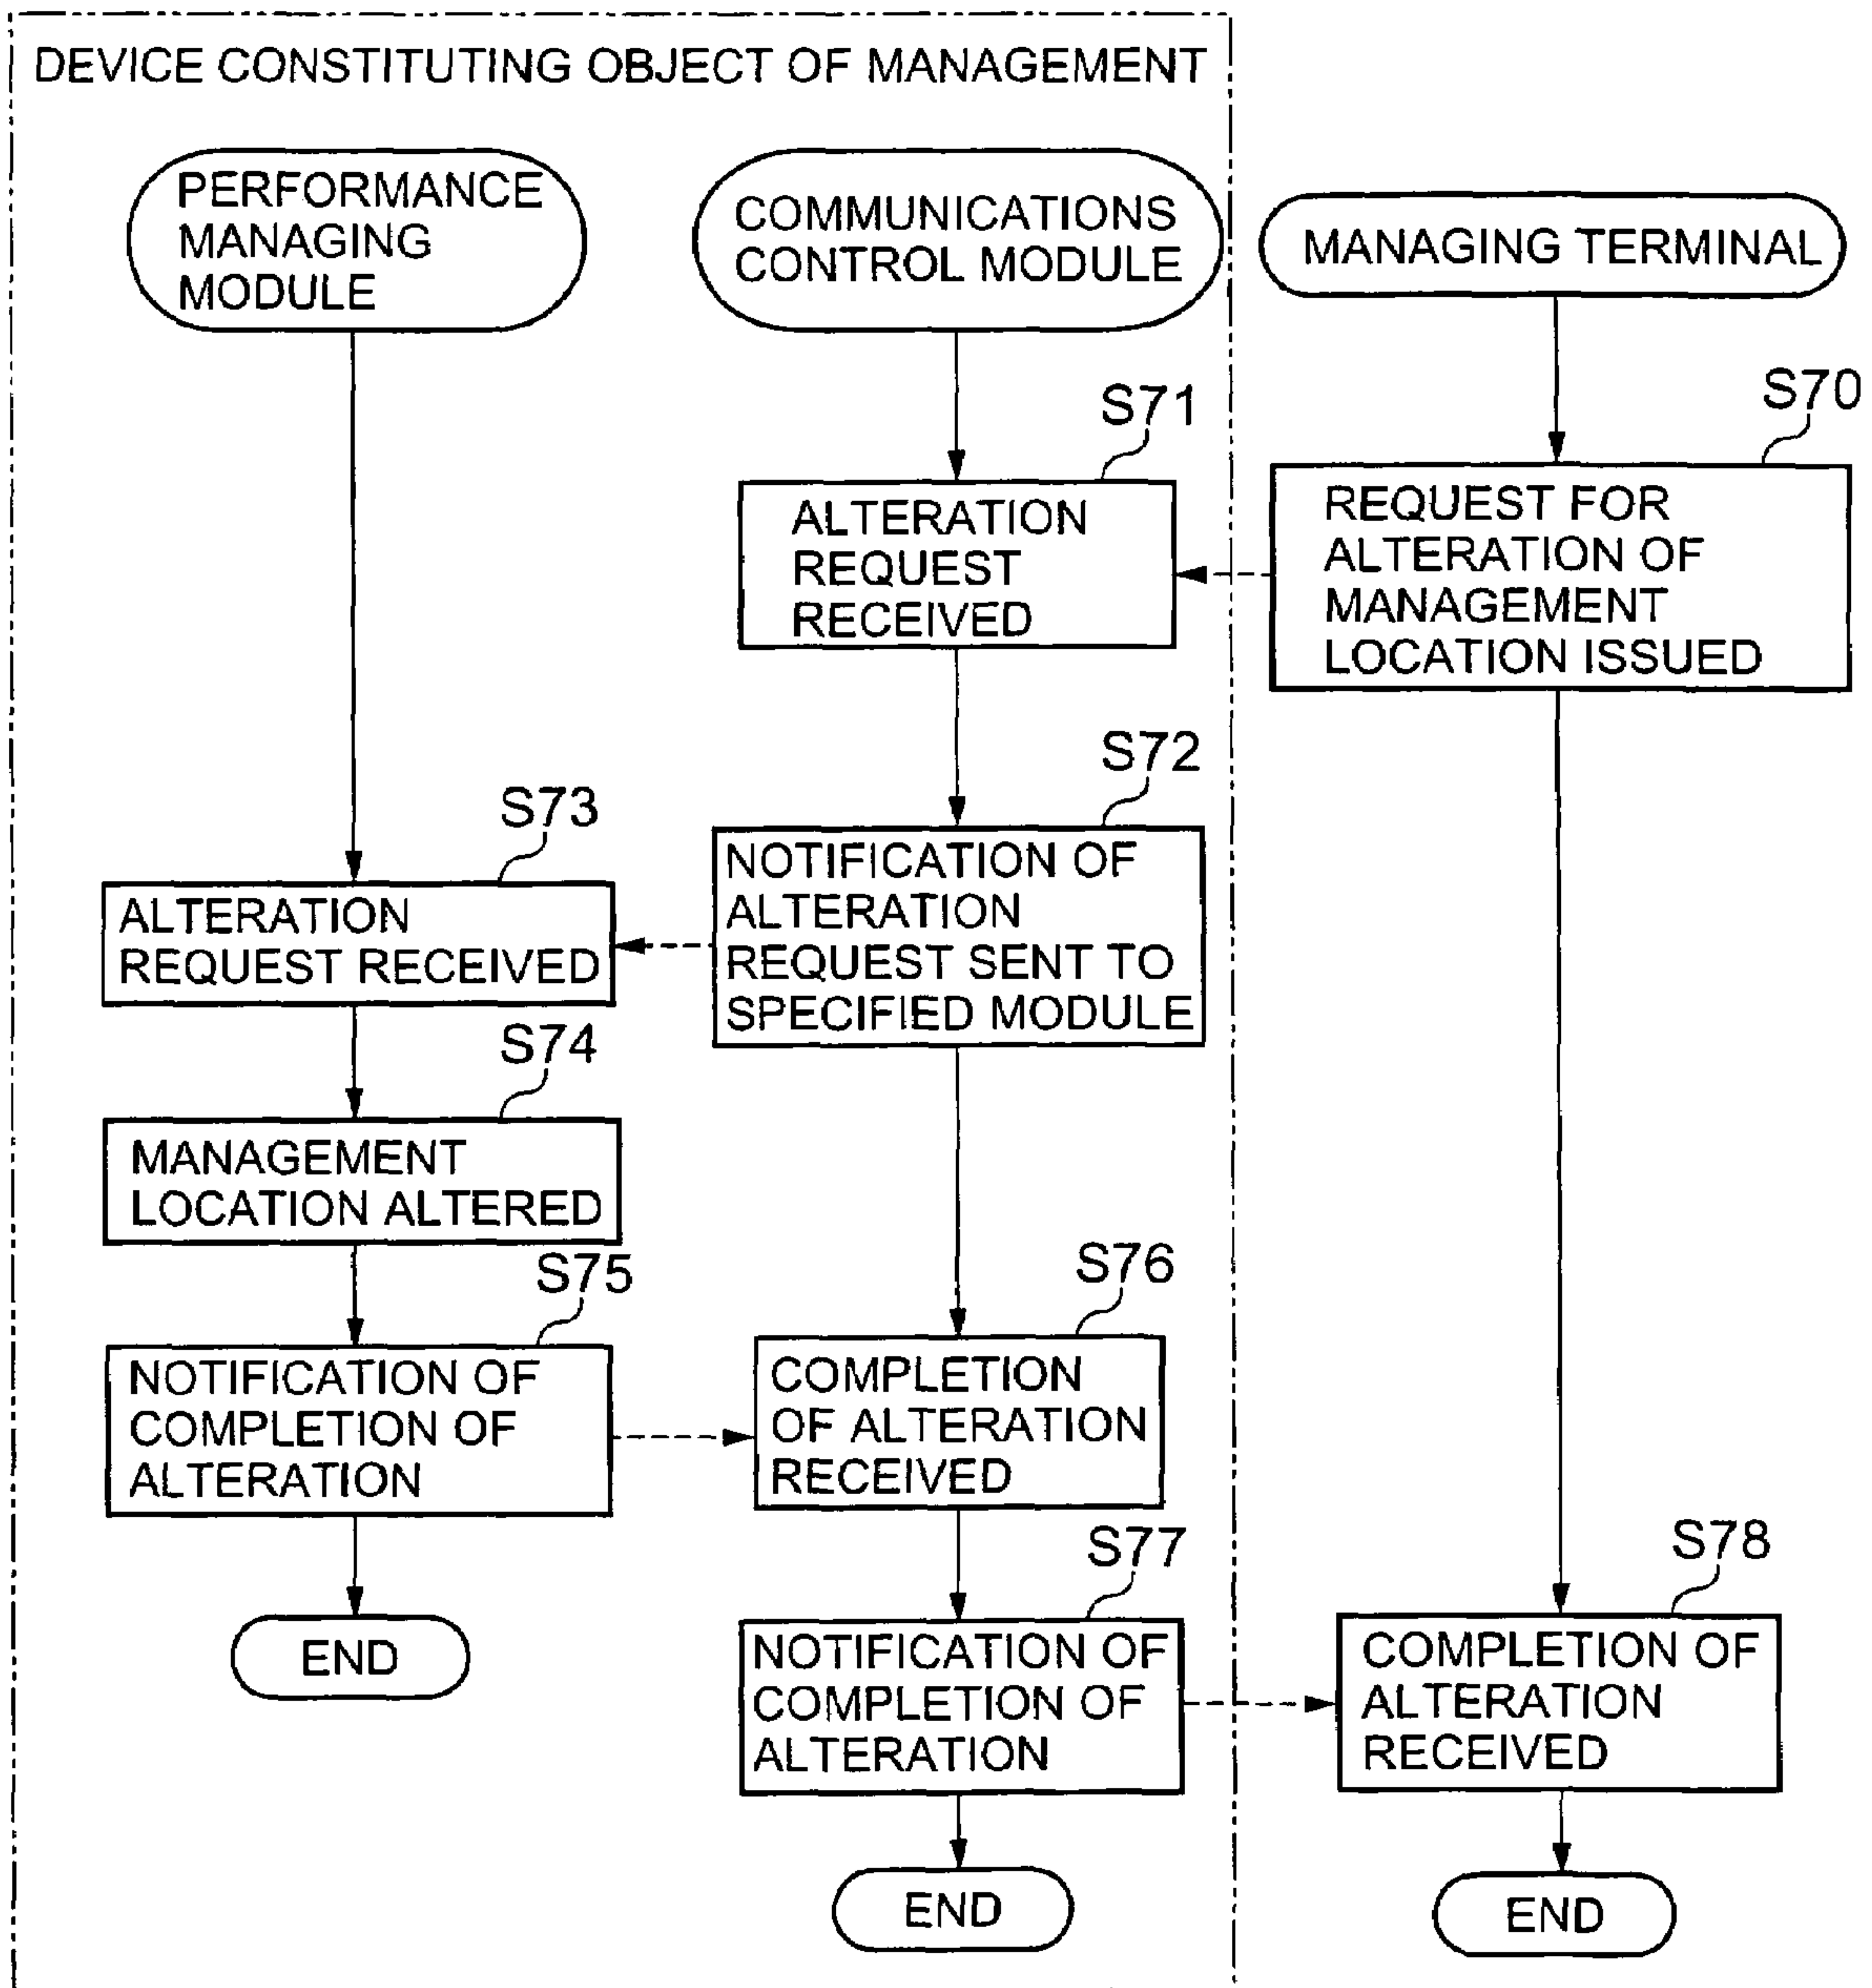 DEVICE CONSTITUTING OBJECT OF MANAGEMENT
PERFORMANCE
MANAGING
MODULE
COMMUNICATIONS
CONTROL MODULE
MANAGING TERMINAL
S70
REQUEST FOR
ALTERATION OF
MANAGEMENT
LOCATION ISSUED
S71
ALTERATION
REQUEST
RECEIVED
S72
NOTIFICATION OF
ALTERATION
REQUEST SENT TO
SPECIFIED MODULE
S73
ALTERATION
REQUEST RECEIVED
S74
MANAGEMENT
LOCATION ALTERED
S75
NOTIFICATION OF
COMPLETION OF
ALTERATION
S76
COMPLETION
OF ALTERATION
RECEIVED
END
S77
NOTIFICATION OF
COMPLETION OF
ALTERATION
S78
COMPLETION OF
ALTERATION
RECEIVED
END
END